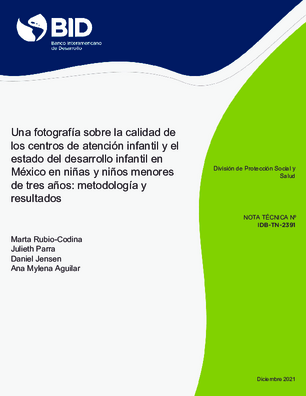 BID
Banco Interamericano
de Desarrollo
Una fotografía sobre la calidad de
los centros de atención infantil y el
estado del desarrollo infantil en
México en niñas y niños menores
de tres años: metodología y
resultados
Marta Rubio-Codina
Julieth Parra
Daniel Jensen
Ana Mylena Aguilar
División de Protección Social y
Salud
NOTA TÉCNICA Nº
IDB-TN-2391
Diciembre 2021